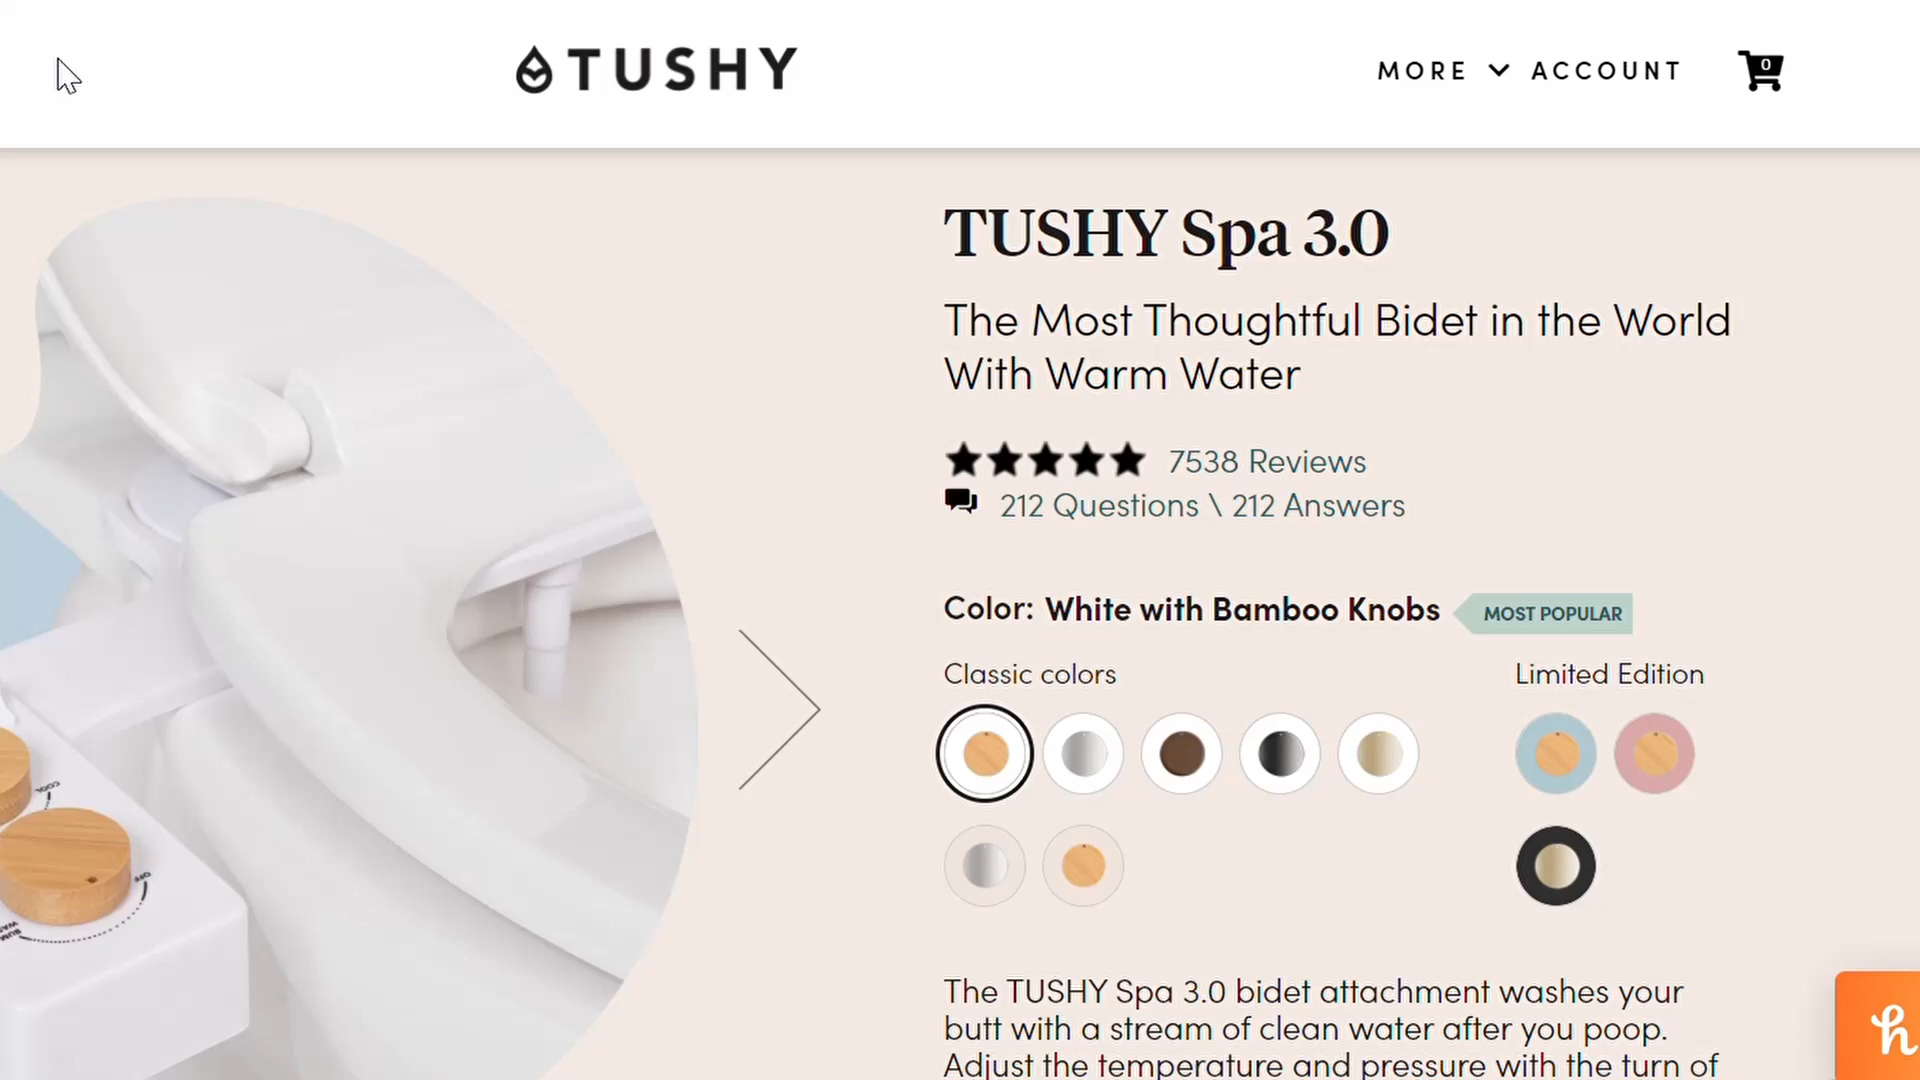 TUSHY
MORE ACCOUNT
0
TUSHY Spa 3.0
The Most Thoughtful Bidet in the World
With Warm Water
7538 Reviews
212 Questions \ 212 Answers
Color: White with Bamboo Knobs
MOST POPULAR
Classic colors
Limited Edition
COOL
OFF
The TUSHY Spa 3.0 bidet attachment washes your
butt with a stream of clean water after you poop.
Adjust the temperature and pressure with the turn of
h